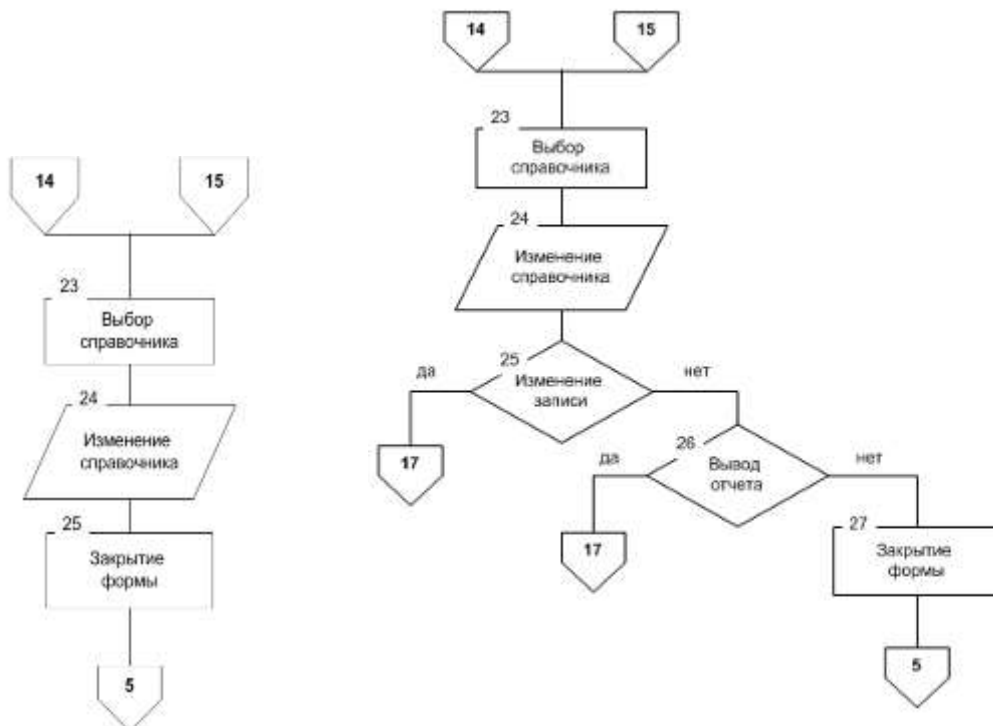 14
15
23
Выбор
справочника
24
Изменение
справочника
25
Закрытие
формы
5
14
15
23
Выбор
справочника
24
Изменение
справочника
25
Изменение
записи
да
нет
17
26
Вывод
отчета
да
нет
17
27
Закрытие
формы
5